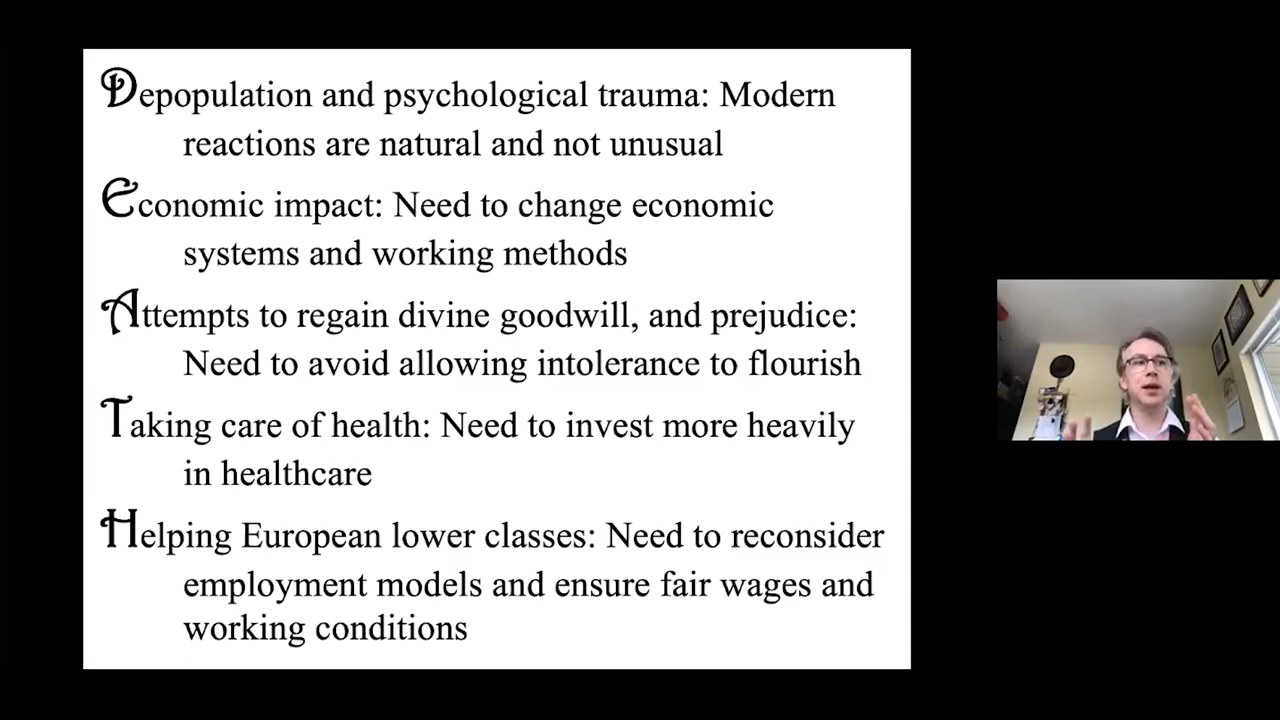 Depopulation and psychological trauma: Modern
reactions are natural and not unusual
Economic impact: Need to change economic
systems and working methods
Attempts to regain divine goodwill, and prejudice:
Need to avoid allowing intolerance to flourish
Taking care of health: Need to invest more heavily
in healthcare
Helping European lower classes: Need to reconsider
employment models and ensure fair wages and
working conditions